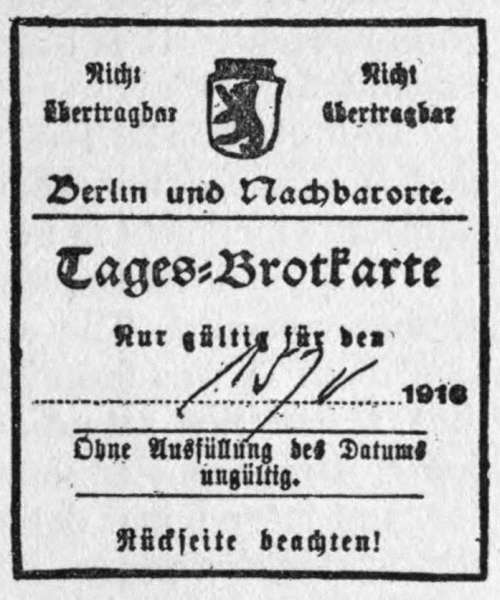 Nicht Nicht
übertragbar übertragbar
Berlin und Nachbarorte.
Tages-Brotkarte
Nur gültig für den
1916
Ohne Ausfüllung des Datums
ungültig.
Rückseite beachten!